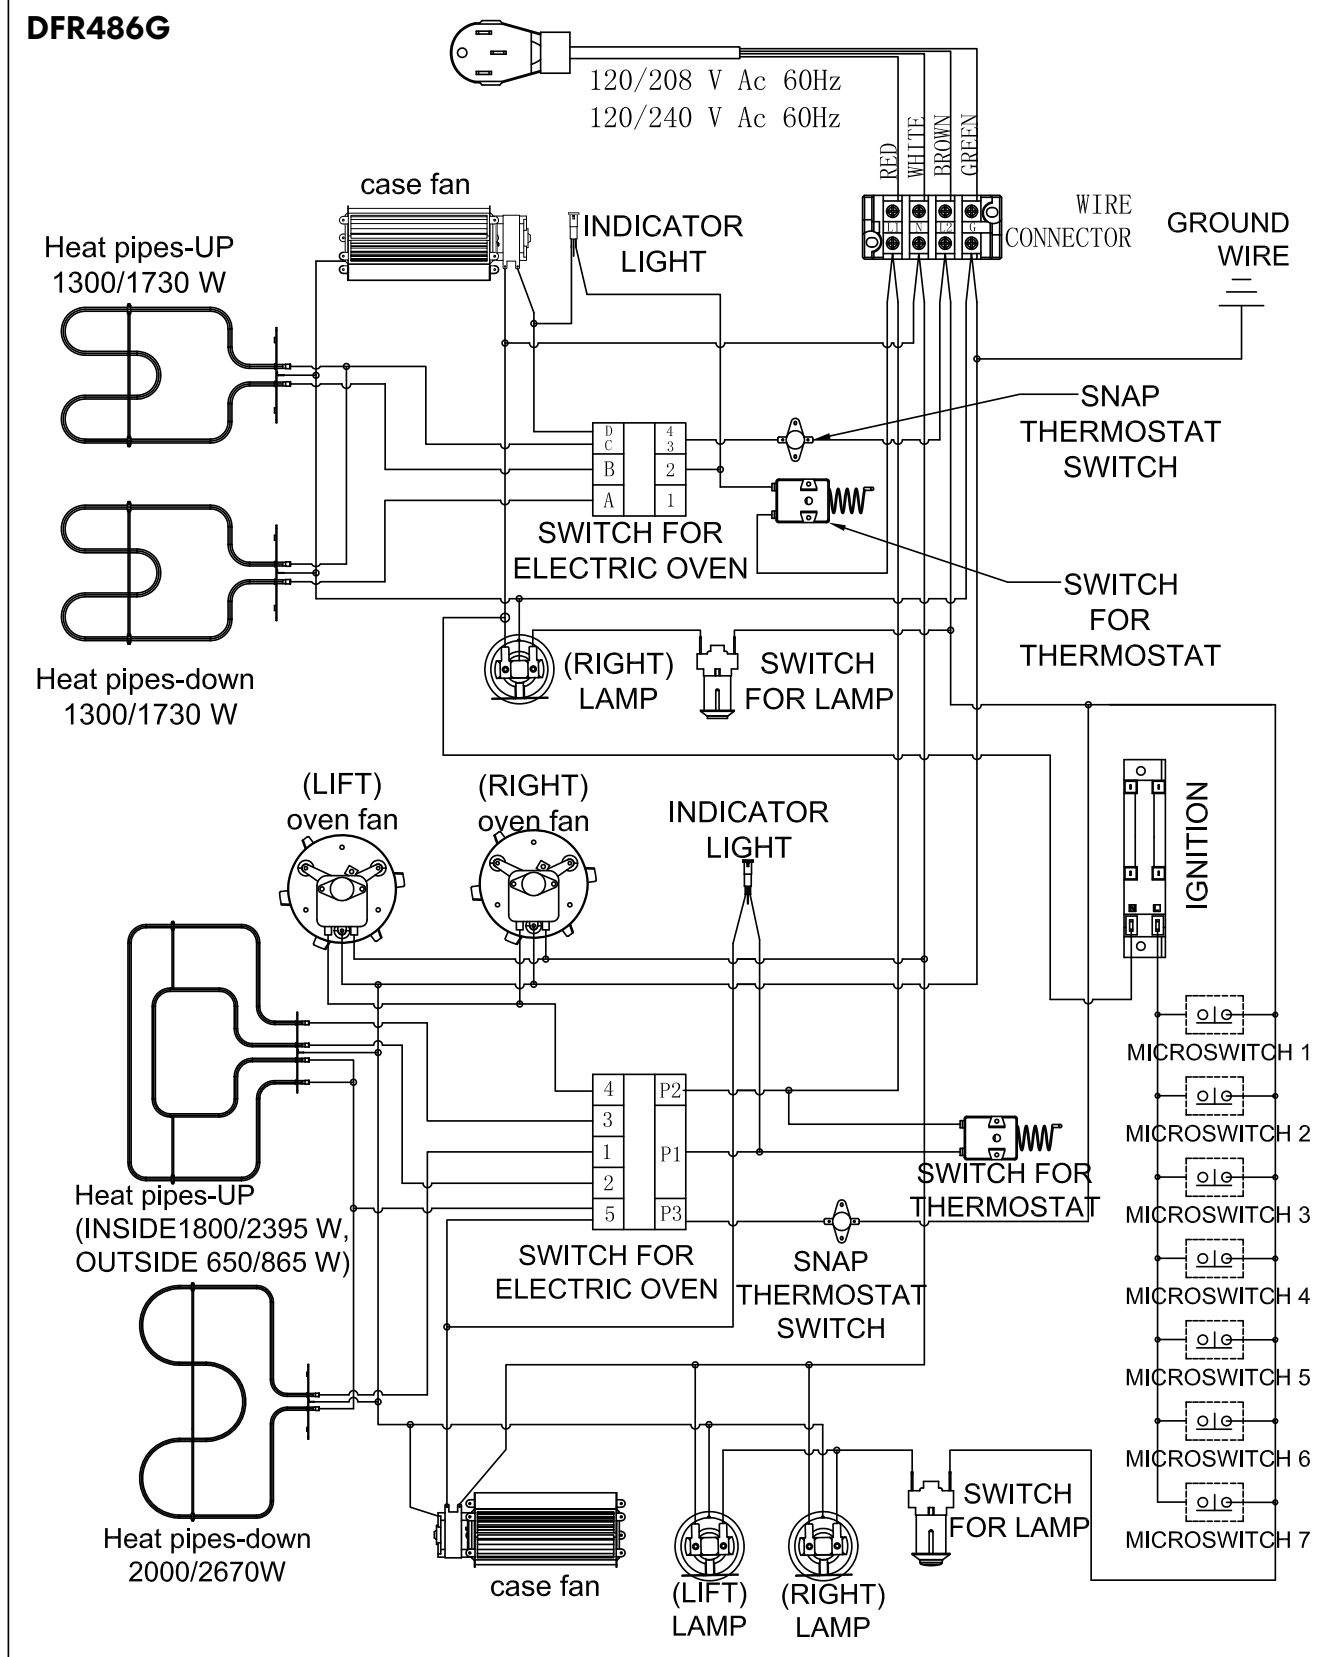 DFR486G
120/208 V Ac 60Hz
120/240 V Ac 60Hz
RED
WHITE
BROWN
GREEN
L1 N L2 G
WIRE
CONNECTOR
GROUND
WIRE
case fan
INDICATOR
LIGHT
Heat pipes-UP
1300/1730 W
SNAP
THERMOSTAT
SWITCH
D
C
B
A
4
3
2
1
SWITCH FOR
ELECTRIC OVEN
SWITCH
FOR
THERMOSTAT
Heat pipes-down
1300/1730 W
(RIGHT)
LAMP
SWITCH
FOR LAMP
(LIFT)
oven fan
(RIGHT)
oven fan
INDICATOR
LIGHT
IGNITION
N L
MICROSWITCH 1
MICROSWITCH 2
MICROSWITCH 3
MICROSWITCH 4
MICROSWITCH 5
MICROSWITCH 6
MICROSWITCH 7
4
3
1
2
5
P2
P1
P3
SWITCH FOR
ELECTRIC OVEN
SWITCH FOR
THERMOSTAT
SNAP
THERMOSTAT
SWITCH
Heat pipes-UP
(INSIDE1800/2395 W,
OUTSIDE 650/865 W)
Heat pipes-down
2000/2670W
case fan
(LIFT)
LAMP
(RIGHT)
LAMP
SWITCH
FOR LAMP